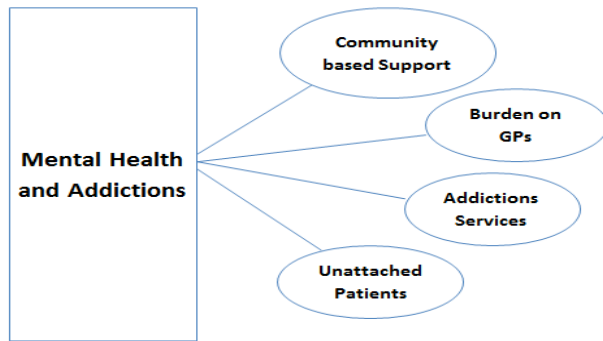 Mental Health
and Addictions
Community
based Support
Burden on
GPs
Addictions
Services
Unattached
Patients